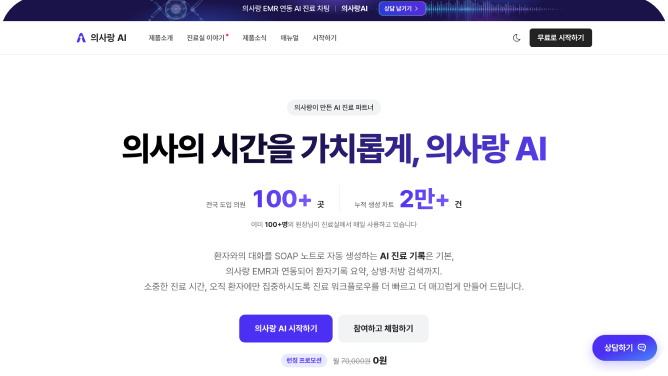 의사랑 EMR 연동 AI 진료 차팅 | 의사랑AI 상담 남기기 >
의사랑 AI 제품소개 진료실 이야기 제품소식 매뉴얼 시작하기 무료로 시작하기
의사랑이 만든 AI 진료 파트너
의사의 시간을 가치롭게, 의사랑 AI
전국 도입 의원 100+ 곳 누적 생성 차트 2만+ 건
이미 100+명의 원장님이 진료실에서 매일 사용하고 있습니다
환자와의 대화를 SOAP 노트로 자동 생성하는 AI 진료 기록은 기본,
의사랑 EMR과 연동되어 환자기록 요약, 상병·처방 검색까지.
소중한 진료 시간, 오직 환자에만 집중하시도록 진료 워크플로우를 더 빠르고 더 매끄럽게 만들어 드립니다.
의사랑 AI 시작하기 참여하고 체험하기
런칭 프로모션 월 70,000원 0원
상담하기